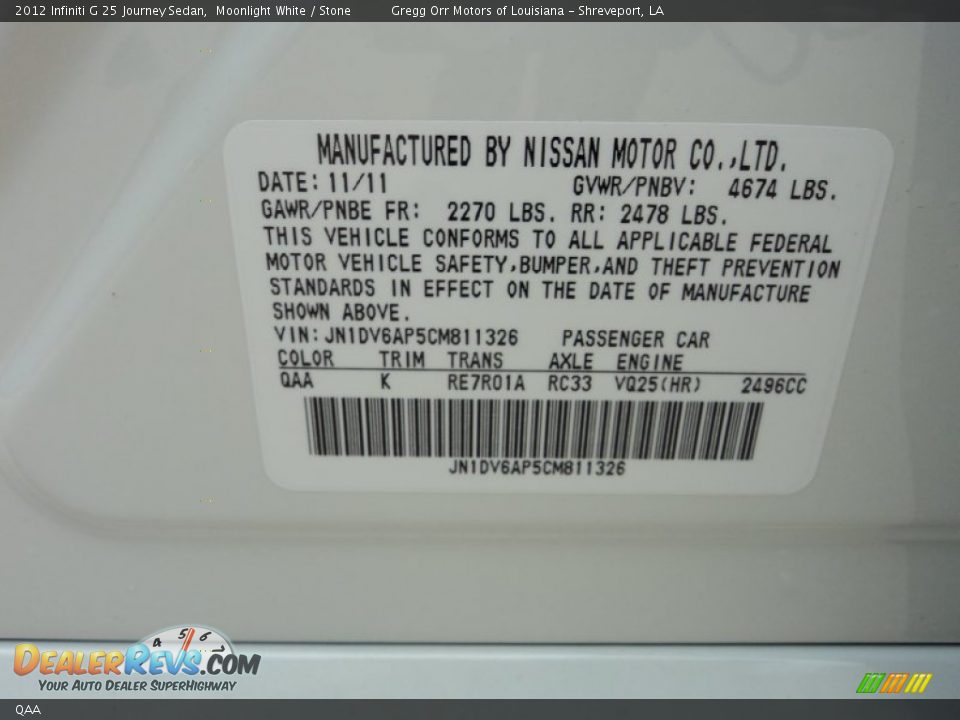 2012 Infiniti G 25 Journey Sedan, Moonlight White / Stone Gregg Orr Motors of Louisiana - Shreveport, LA
MANUFACTURED BY NISSAN MOTOR CO.,LTD.
DATE: 11/11 GVWR/PNBV: 4674 LBS.
GAWR/PNBE FR: 2270 LBS. RR: 2478 LBS.
THIS VEHICLE CONFORMS TO ALL APPLICABLE FEDERAL
MOTOR VEHICLE SAFETY,BUMPER,AND THEFT PREVENTION
STANDARDS IN EFFECT ON THE DATE OF MANUFACTURE
SHOWN ABOVE.
VIN: JN1DV6AP5CM811326 PASSENGER CAR
COLOR TRIM TRANS AXLE ENGINE
QAA K RE7R01A RC33 VQ25(HR) 2496CC
JN1DV6AP5CM811326
4 5 6 7
DEALERREVS.COM
YOUR AUTO DEALER SUPERHIGHWAY
QAA